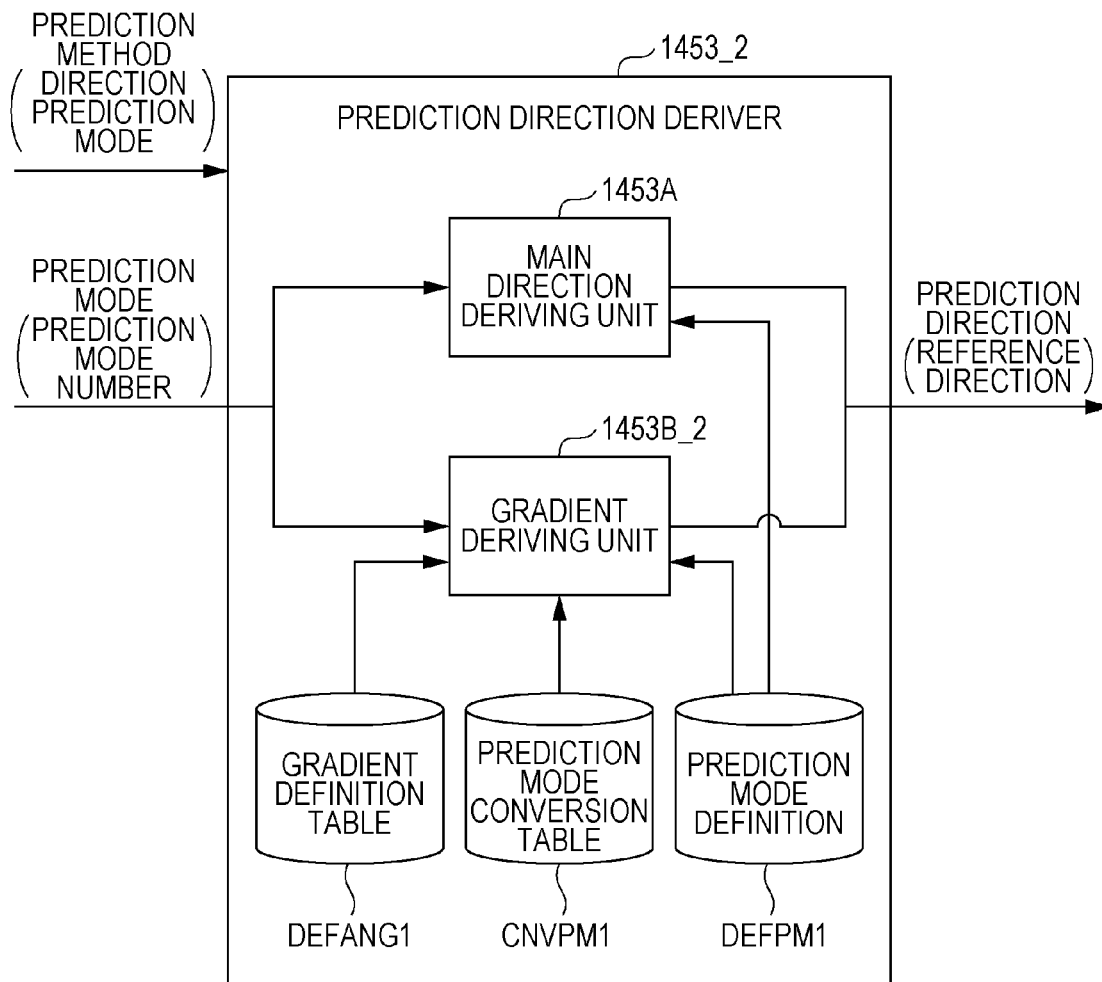 PREDICTION
METHOD
(DIRECTION
PREDICTION
MODE)
1453_2
PREDICTION DIRECTION DERIVER
1453A
MAIN
DIRECTION
DERIVING UNIT
PREDICTION
MODE
(PREDICTION
MODE
NUMBER)
PREDICTION
DIRECTION
(REFERENCE
DIRECTION)
1453B_2
GRADIENT
DERIVING UNIT
GRADIENT
DEFINITION
TABLE
PREDICTION
MODE
CONVERSION
TABLE
PREDICTION
MODE
DEFINITION
DEFANG1
CNVPM1
DEFPM1